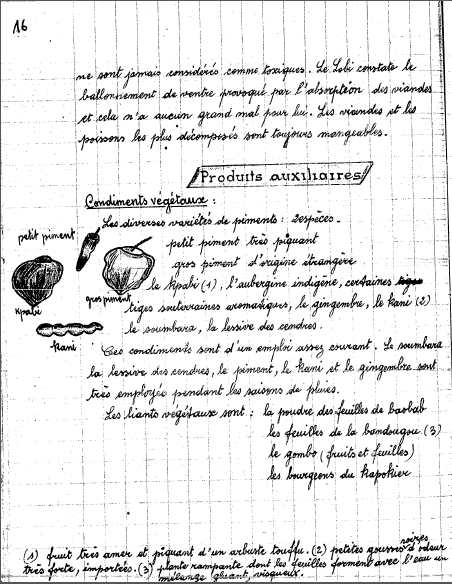 16
ne sont jamais considérés comme toxiques. Le Lobi constate le
ballonnement de ventre provoqué par l'absorption des viandes
et cela n'a aucun grand mal pour lui. Les viandes et les
poissons les plus décomposés sont toujours mangeables.
Produits auxiliaires
Condiments végétaux :
Les diverses variétés de piments : 2 espèces.
petit piment
petit piment très piquant
gros piment d'origine étrangère
le kpabi (1), l'aubergine indigène, certaines tiges
kpabi
gros piment
tiges souterraines aromatiques, le gingembre, le kani (2)
le soumbara, la lessive des cendres.
kani
Ces condiments sont d'un emploi assez courant. Le soumbara
la lessive des cendres, le piment, le kani et le gingembre sont
très employés pendant les saisons de pluies.
Les liants végétaux sont : la poudre des feuilles de baobab
les feuilles de la bandougou (3)
le gombo (fruits et feuilles)
les bourgeons du kapokier
(1) fruit très amer et piquant d'un arbuste touffu. (2) petites gousses noires d'odeur
très forte, importées. (3) plante rampante dont les feuilles forment avec l'eau un
mélange gluant, visqueux.